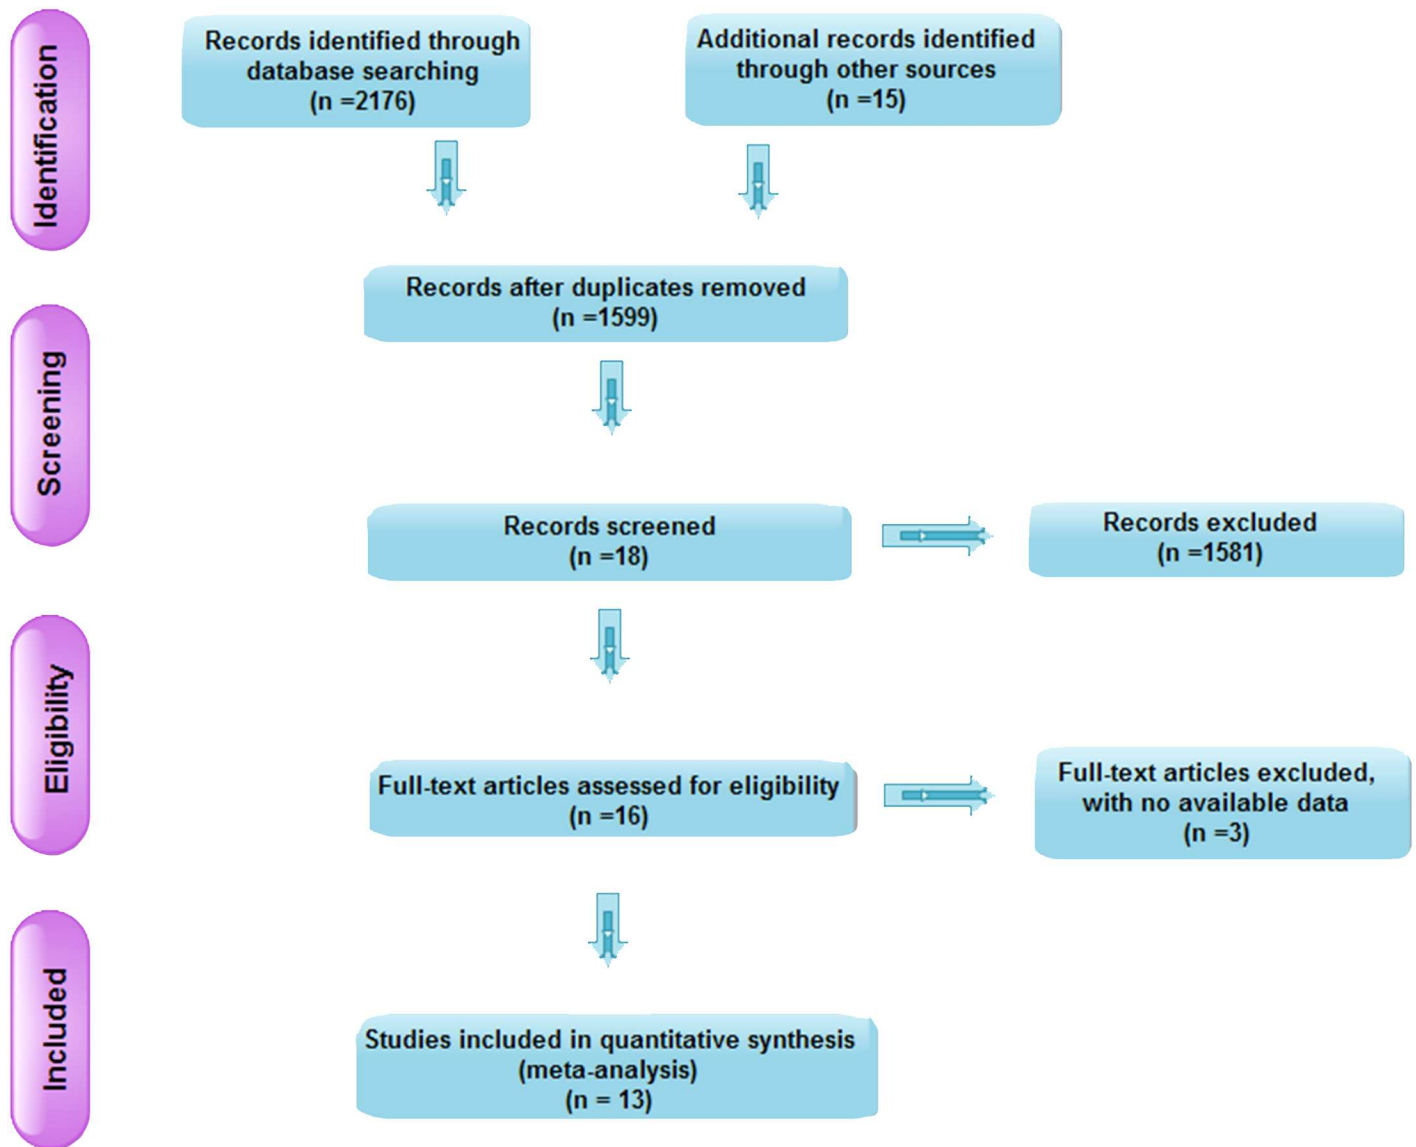 Identification
Records identified through
database searching
(n =2176)
Additional records identified
through other sources
(n =15)
Screening
Records after duplicates removed
(n =1599)
Records screened
(n =18)
Records excluded
(n =1581)
Eligibility
Full-text articles assessed for eligibility
(n =16)
Full-text articles excluded,
with no available data
(n =3)
Included
Studies included in quantitative synthesis
(meta-analysis)
(n = 13)